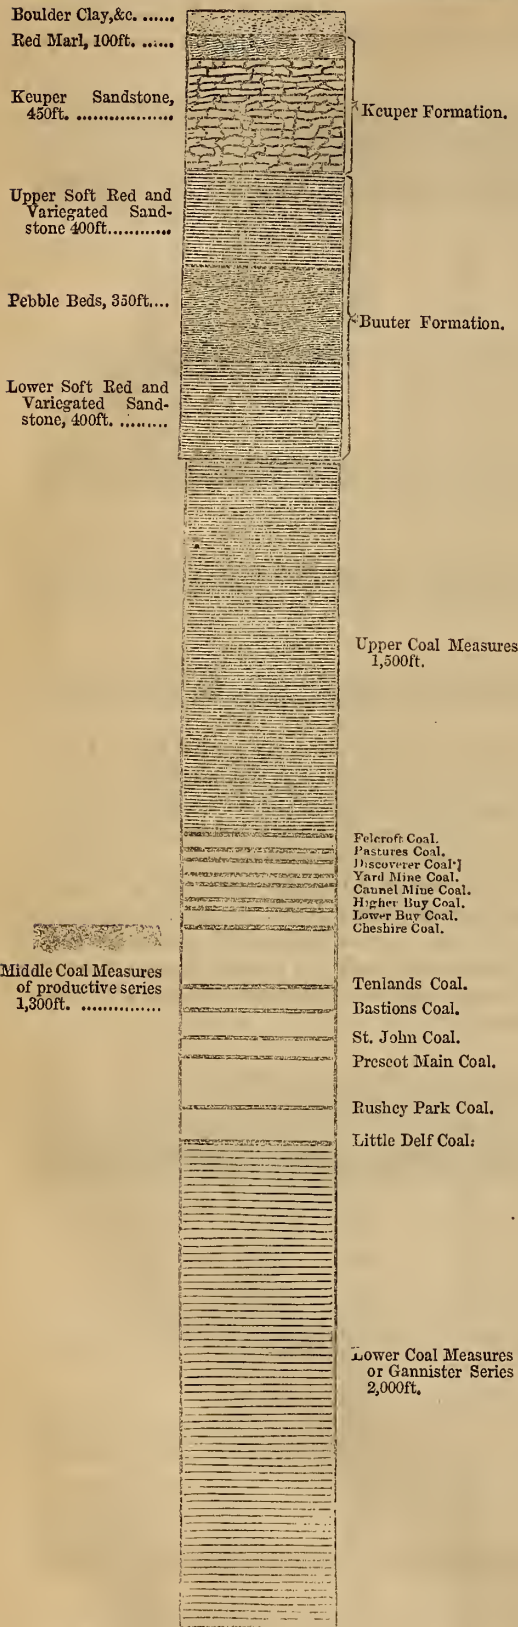 Boulder Clay,&c. ......
Red Marl, 100ft. ......
Keuper Sandstone,
450ft. ..................
Keuper Formation.
Upper Soft Red and
Variegated Sand-
stone 400ft............
Pebble Beds, 350ft....
Buuter Formation.
Lower Soft Red and
Variegated Sand-
stone, 400ft. .........
Upper Coal Measures
1,500ft.
Felcroft Coal.
Pastures Coal.
Discoverer Coal]
Yard Mine Coal.
Cannel Mine Coal.
Higher Buy Coal.
Lower Buy Coal.
Cheshire Coal.
Middle Coal Measures
of productive series
1,300ft. ...............
Tenlands Coal.
Bastions Coal.
St. John Coal.
Prescot Main Coal.
Rushey Park Coal.
Little Delf Coal:
Lower Coal Measures
or Gannister Series
2,000ft.